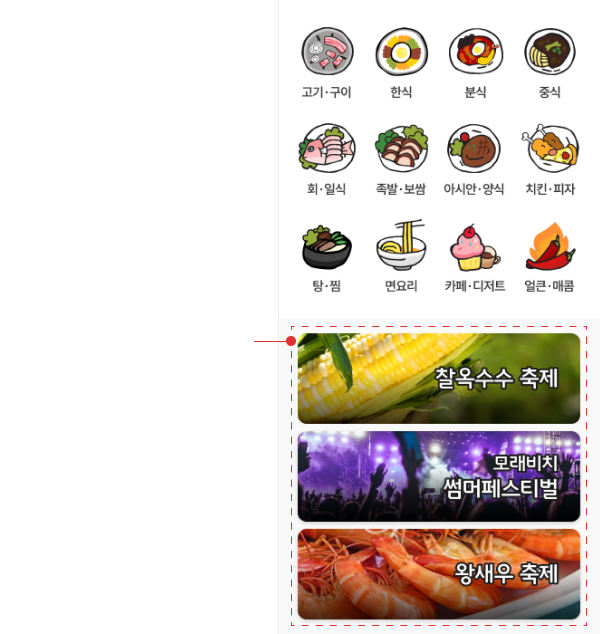 고기·구이
한식
분식
중식
회·일식
족발·보쌈
아시안·양식
치킨·피자
탕·찜
면요리
카페·디저트
얼큰·매콤
찰옥수수 축제
모래비치
썸머페스티벌
왕새우 축제